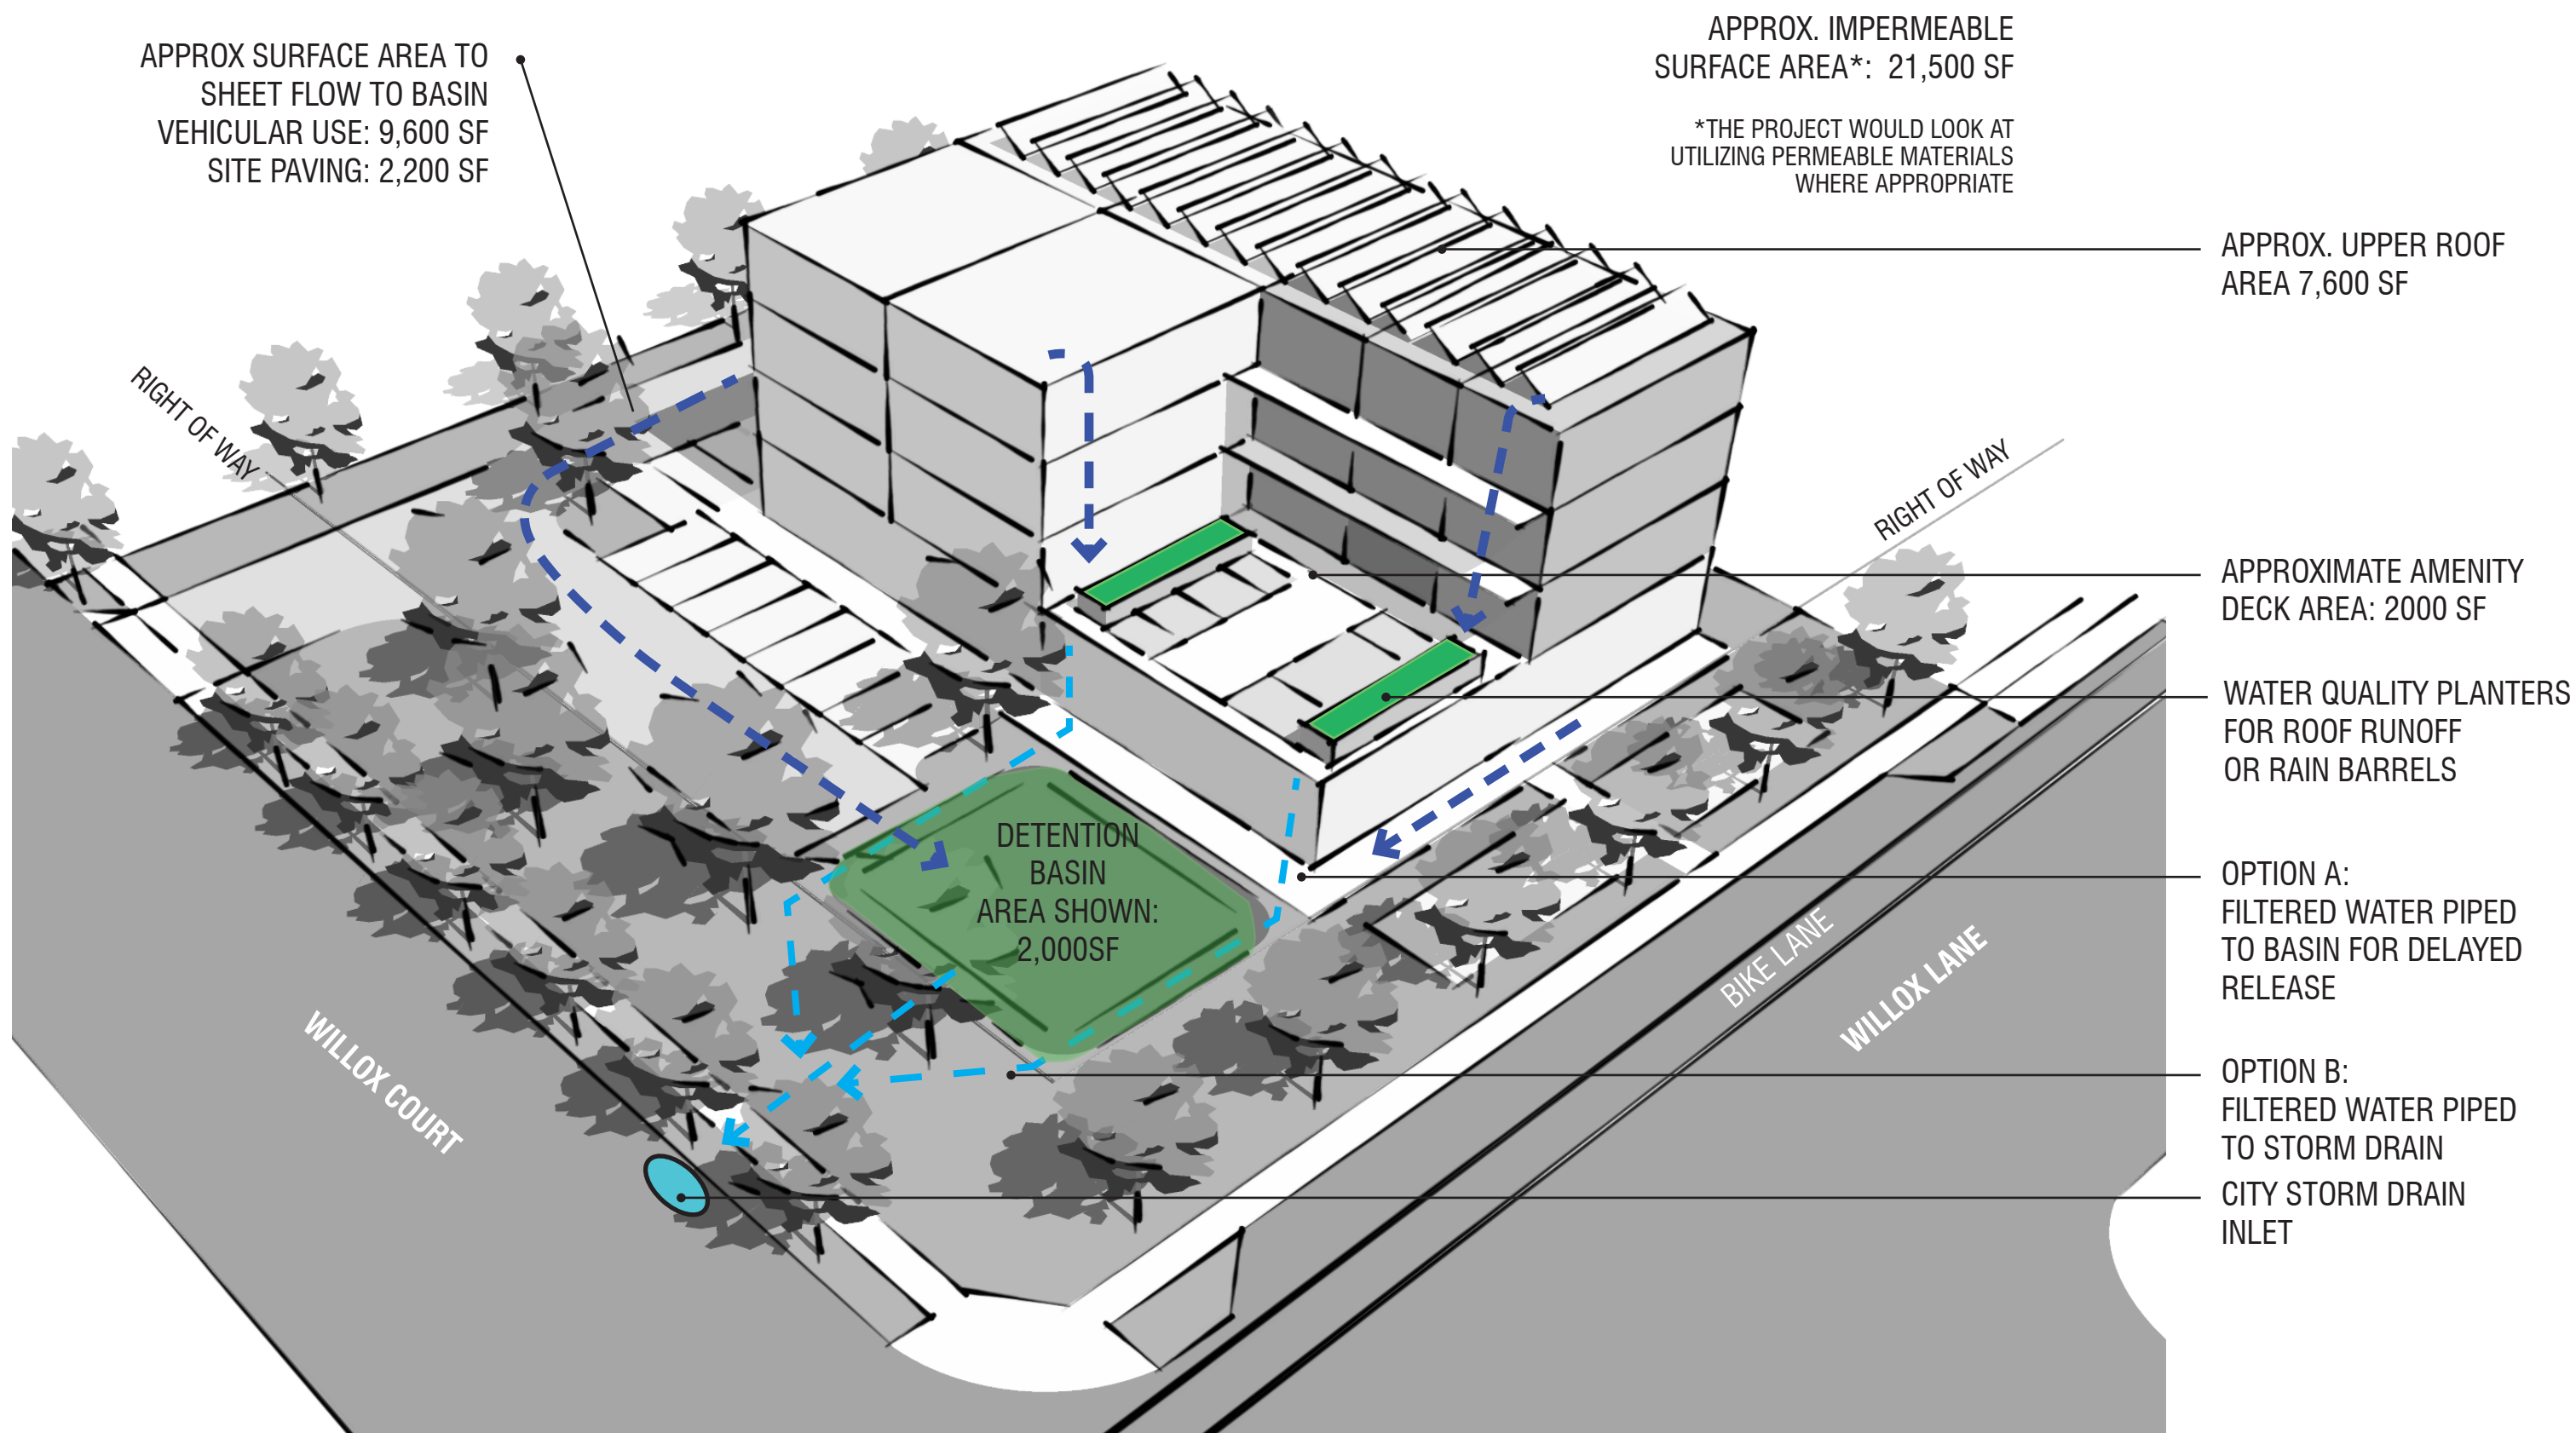 APPROX SURFACE AREA TO
SHEET FLOW TO BASIN
VEHICULAR USE: 9,600 SF
SITE PAVING: 2,200 SF
APPROX. IMPERMEABLE
SURFACE AREA*: 21,500 SF
*THE PROJECT WOULD LOOK AT
UTILIZING PERMEABLE MATERIALS
WHERE APPROPRIATE
APPROX. UPPER ROOF
AREA 7,600 SF
RIGHT OF WAY
RIGHT OF WAY
APPROXIMATE AMENITY
DECK AREA: 2000 SF
WATER QUALITY PLANTERS
FOR ROOF RUNOFF
OR RAIN BARRELS
DETENTION
BASIN
AREA SHOWN:
2,000SF
OPTION A:
FILTERED WATER PIPED
TO BASIN FOR DELAYED
RELEASE
BIKE LANE
WILLOX LANE
WILLOX COURT
OPTION B:
FILTERED WATER PIPED
TO STORM DRAIN
CITY STORM DRAIN
INLET